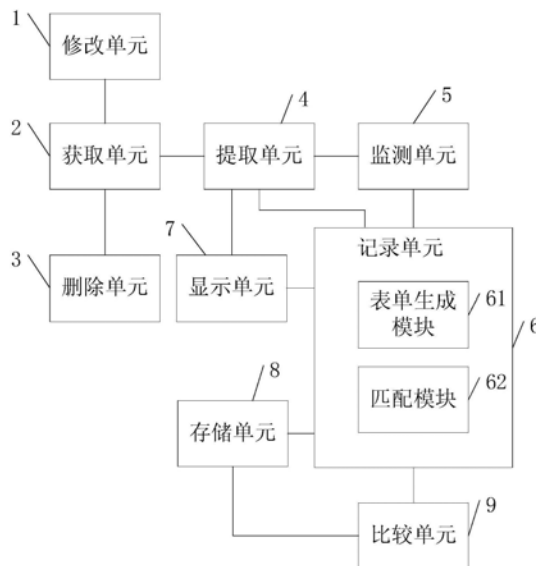 1
修改单元
2
获取单元
4
提取单元
5
监测单元
3
删除单元
7
显示单元
记录单元
表单生成
模块
61
6
匹配模块
62
8
存储单元
比较单元
9